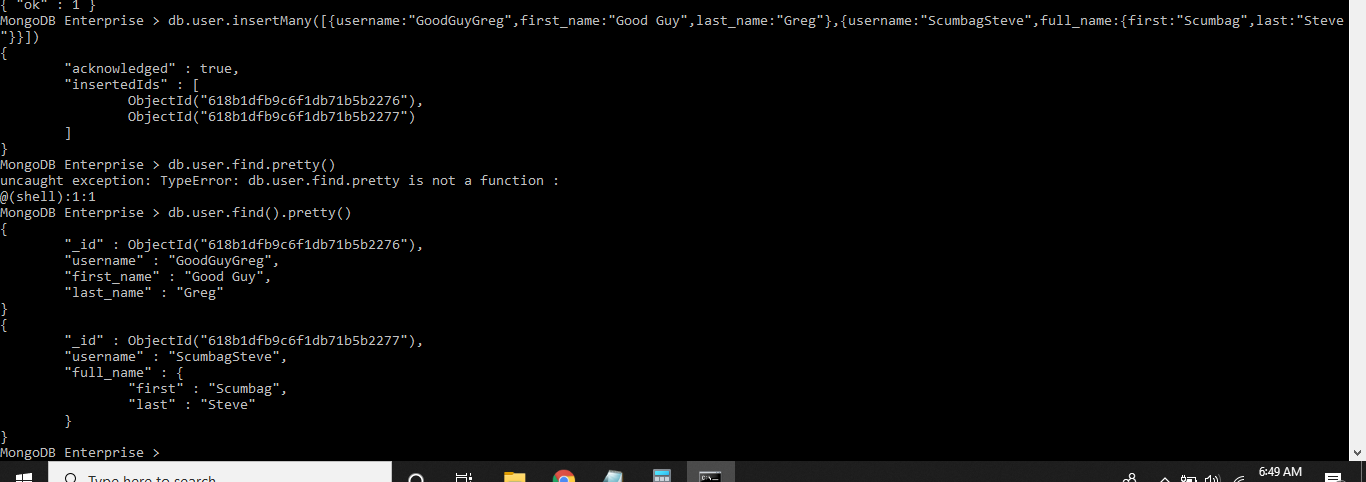 { "ok" : 1 }
MongoDB Enterprise > db.user.insertMany([{username:"GoodGuyGreg",first_name:"Good Guy",last_name:"Greg"},{username:"ScumbagSteve",full_name:{first:"Scumbag",last:"Steve
"}}])
{
"acknowledged" : true,
"insertedIds" : [
ObjectId("618b1dfb9c6f1db71b5b2276"),
ObjectId("618b1dfb9c6f1db71b5b2277")
]
}
MongoDB Enterprise > db.user.find.pretty()
uncaught exception: TypeError: db.user.find.pretty is not a function :
@(shell):1:1
MongoDB Enterprise > db.user.find().pretty()
{
"_id" : ObjectId("618b1dfb9c6f1db71b5b2276"),
"username" : "GoodGuyGreg",
"first_name" : "Good Guy",
"last_name" : "Greg"
}
{
"_id" : ObjectId("618b1dfb9c6f1db71b5b2277"),
"username" : "ScumbagSteve",
"full_name" : {
"first" : "Scumbag",
"last" : "Steve"
}
}
MongoDB Enterprise >
Type here to search
6:49 AM